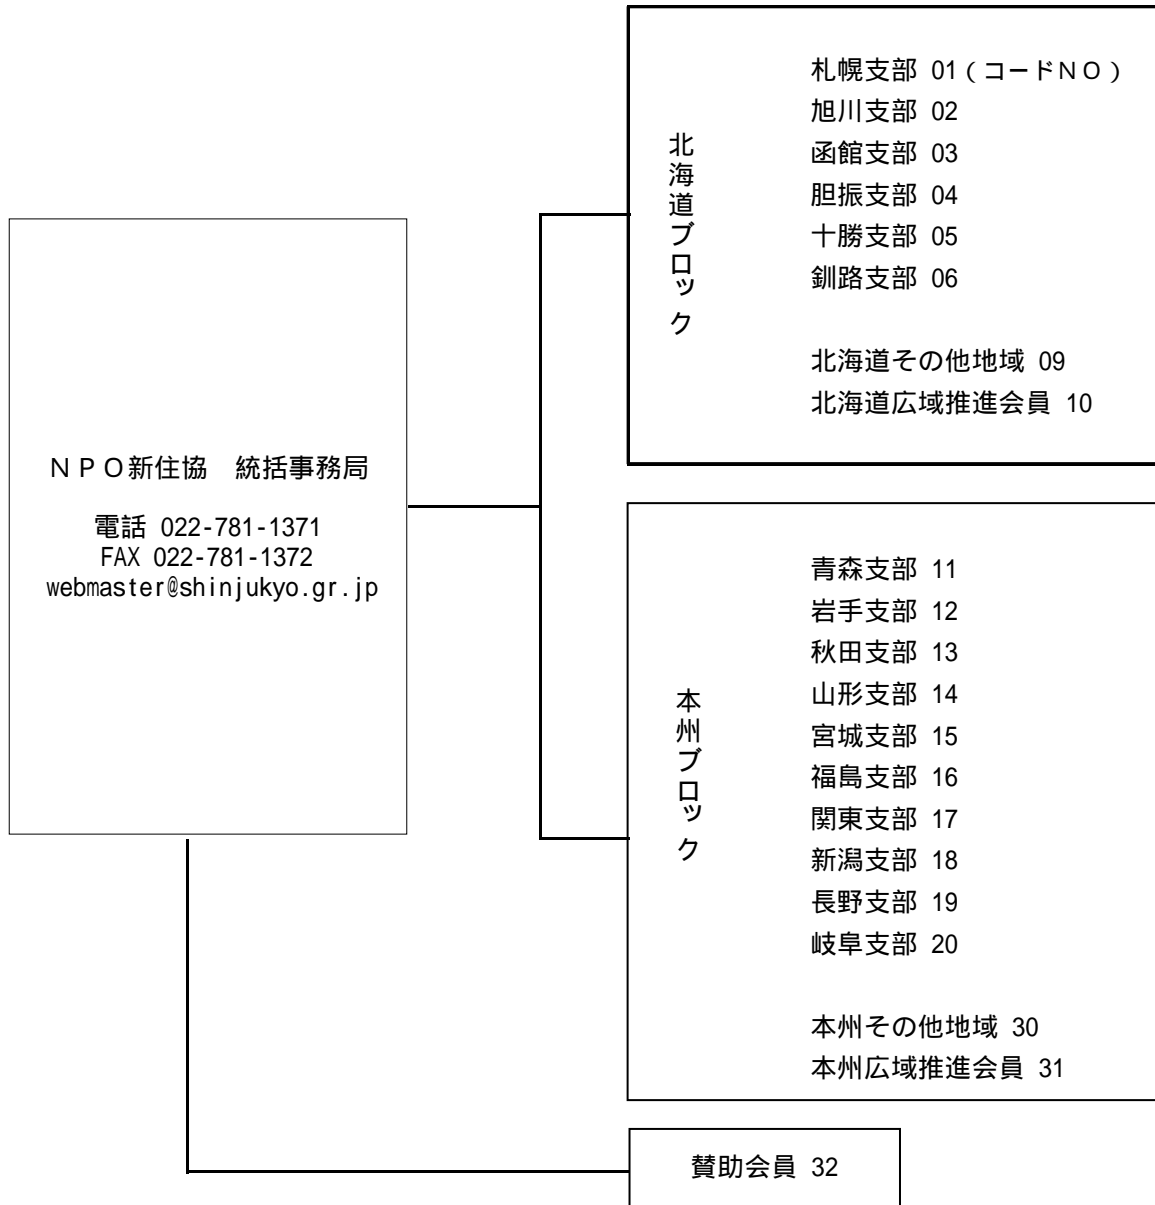 NPO新住協　統括事務局
電話 022-781-1371
FAX 022-781-1372
webmaster@shinjukyo.gr.jp
北海道ブロック
札幌支部 01(コードNO)
旭川支部 02
函館支部 03
胆振支部 04
十勝支部 05
釧路支部 06
北海道その他地域 09
北海道広域推進会員 10
本州ブロック
青森支部 11
岩手支部 12
秋田支部 13
山形支部 14
宮城支部 15
福島支部 16
関東支部 17
新潟支部 18
長野支部 19
岐阜支部 20
本州その他地域 30
本州広域推進会員 31
賛助会員 32